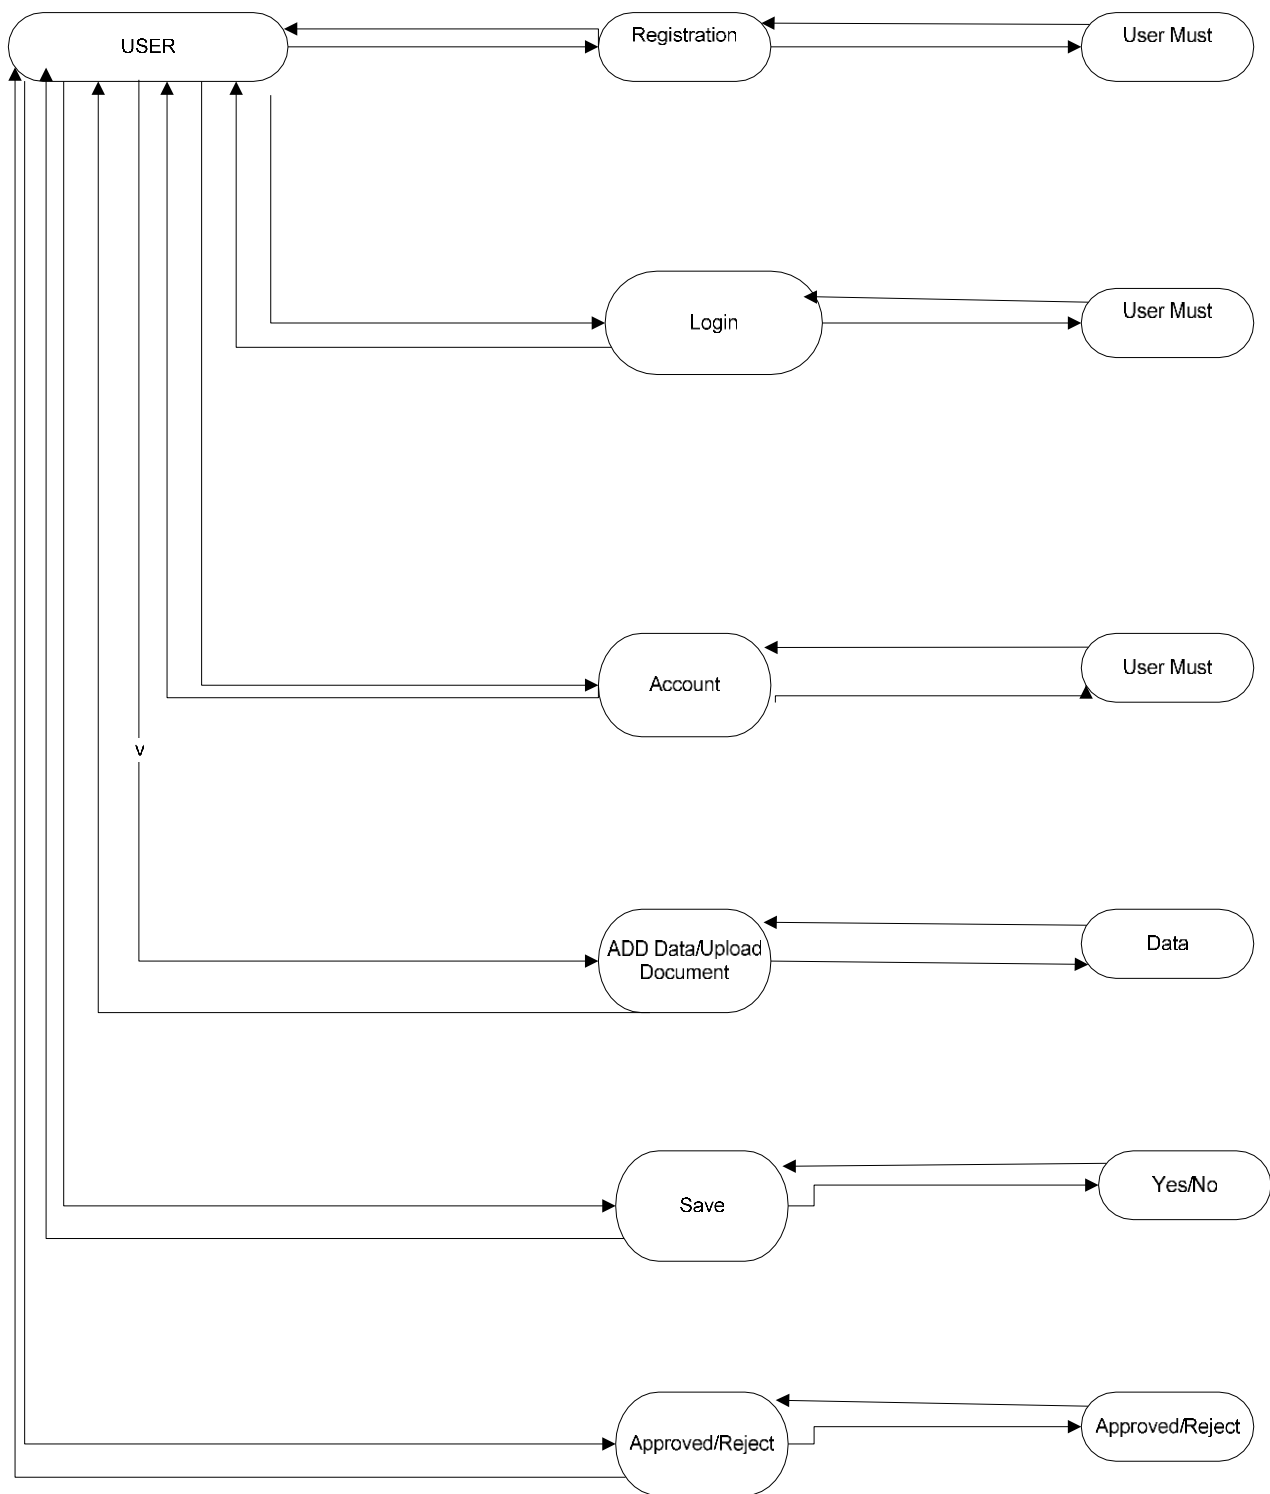 USER
Registration
User Must
Login
User Must
Account
User Must
v
ADD Data/Upload
Document
Data
Save
Yes/No
Approved/Reject
Approved/Reject